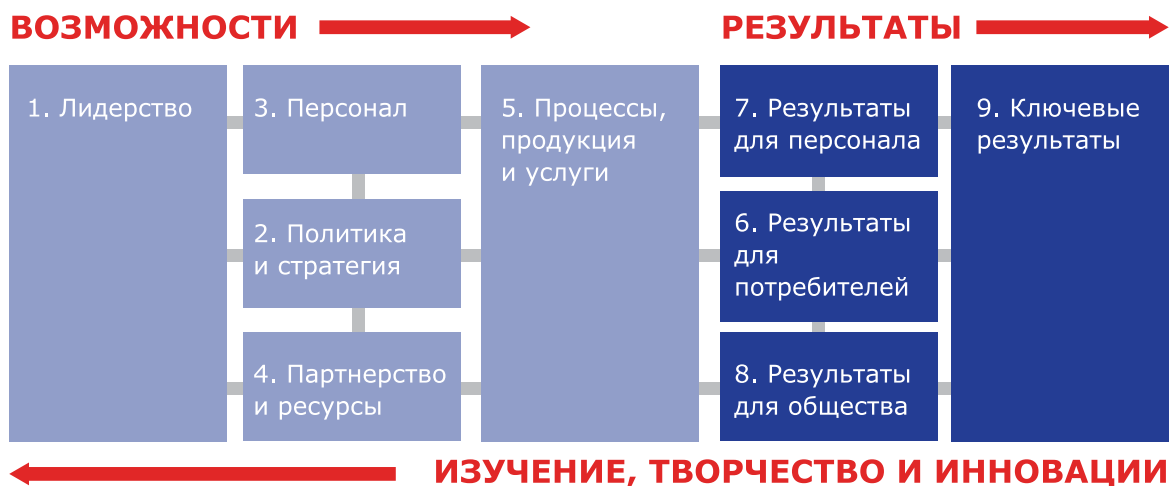 ВОЗМОЖНОСТИ
РЕЗУЛЬТАТЫ
1. Лидерство
3. Персонал
2. Политика
и стратегия
4. Партнерство
и ресурсы
5. Процессы,
продукция
и услуги
7. Результаты
для персонала
6. Результаты
для
потребителей
8. Результаты
для общества
9. Ключевые
результаты
ИЗУЧЕНИЕ, ТВОРЧЕСТВО И ИННОВАЦИИ